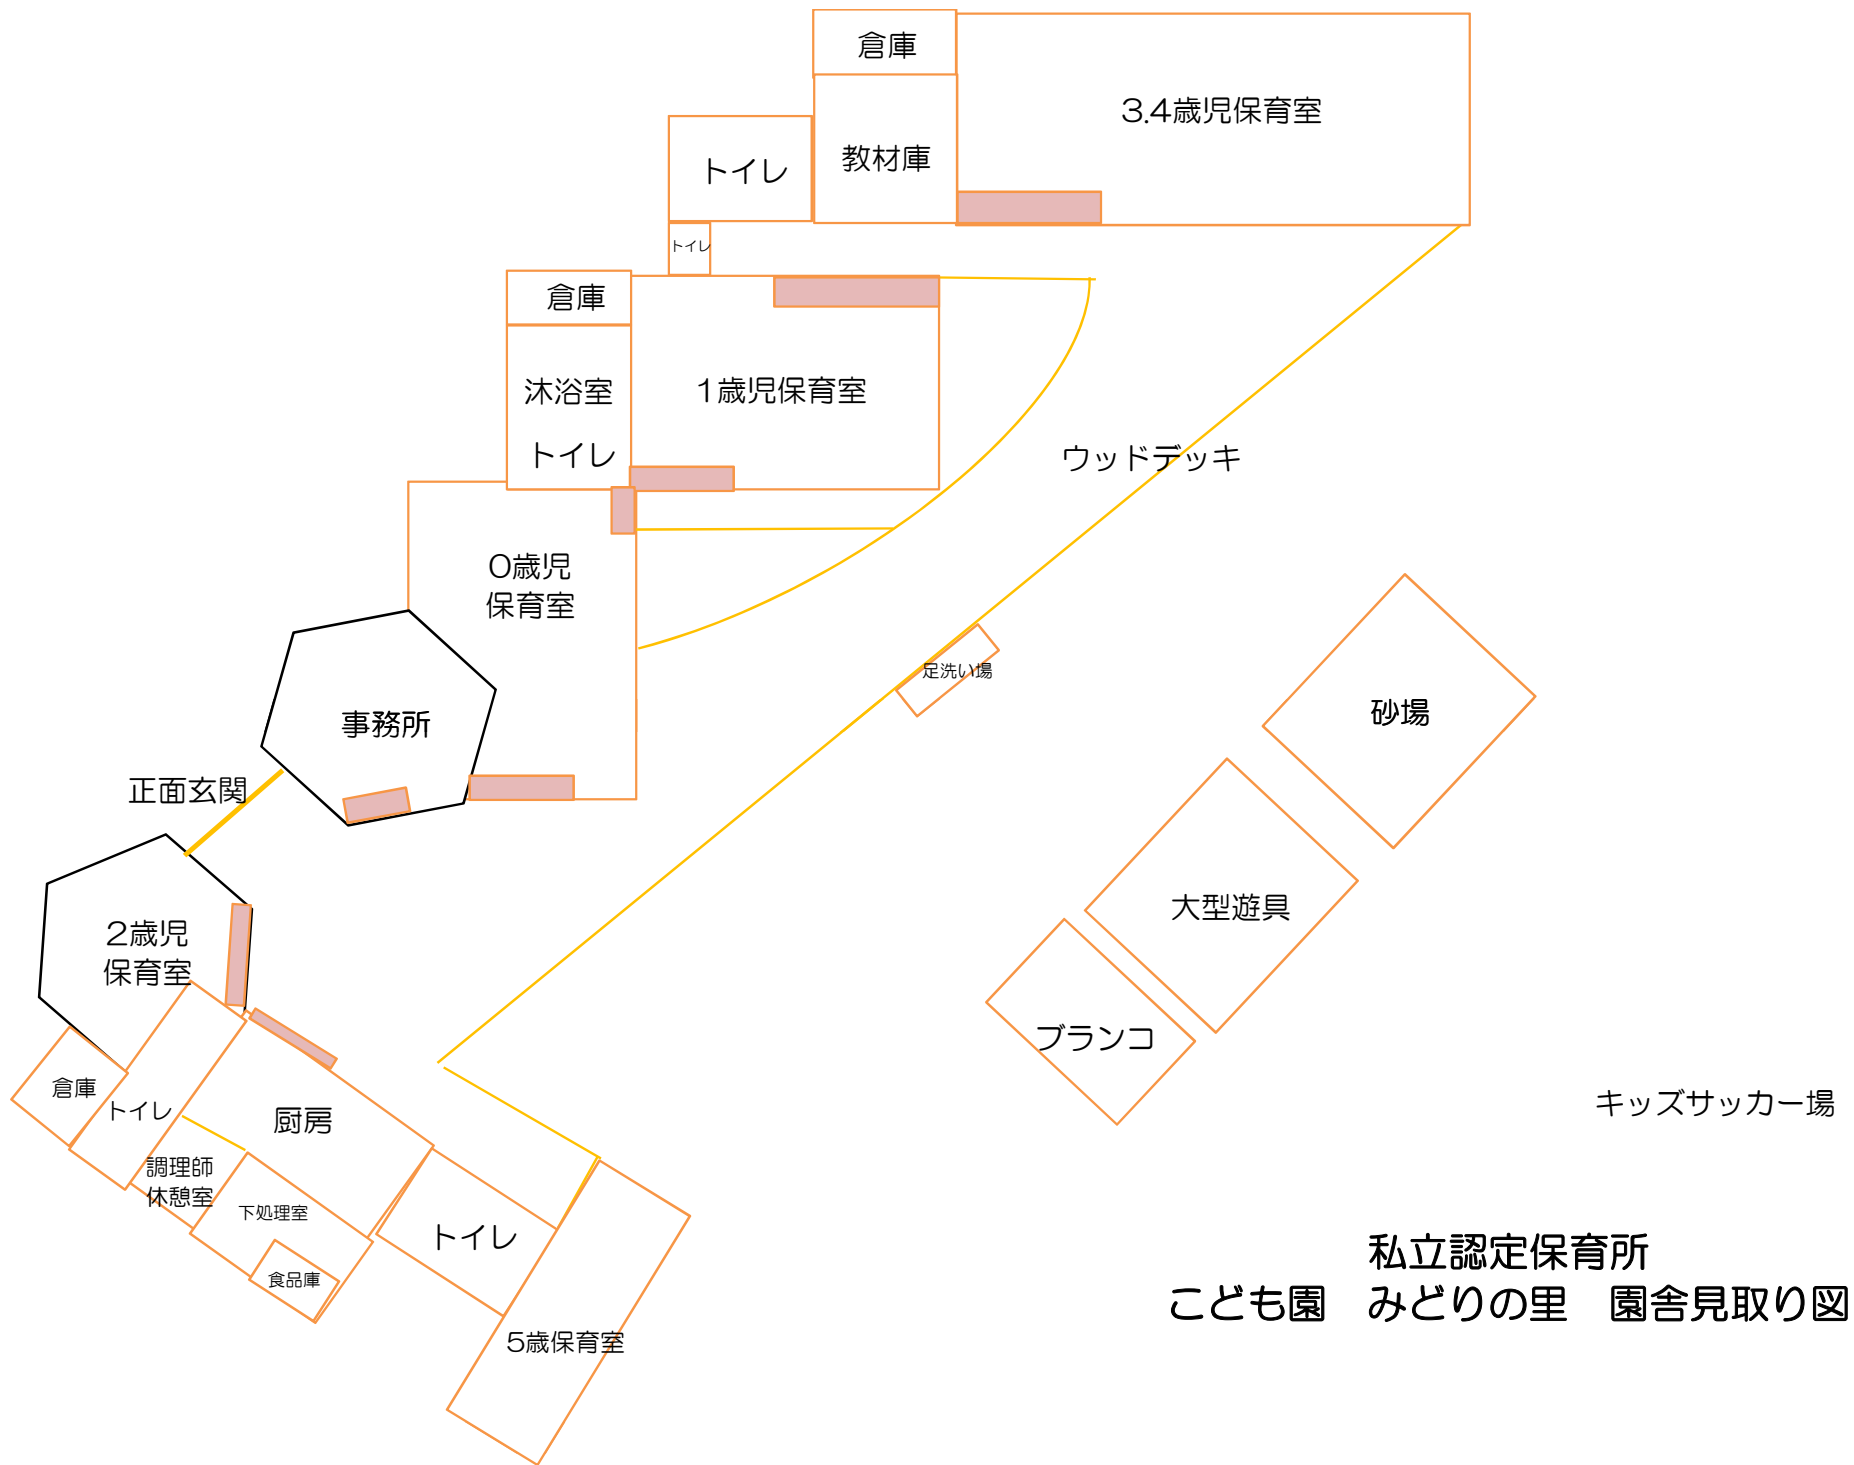 倉庫
3.4歳児保育室
教材庫
トイレ
トイレ
倉庫
1歳児保育室
沐浴室
トイレ
ウッドデッキ
0歳児
保育室
足洗い場
砂場
事務所
正面玄関
大型遊具
2歳児
保育室
ブランコ
倉庫
トイレ
厨房
キッズサッカー場
調理師
休憩室
下処理室
トイレ
食品庫
5歳保育室
私立認定保育所
こども園　みどりの里　園舎見取り図